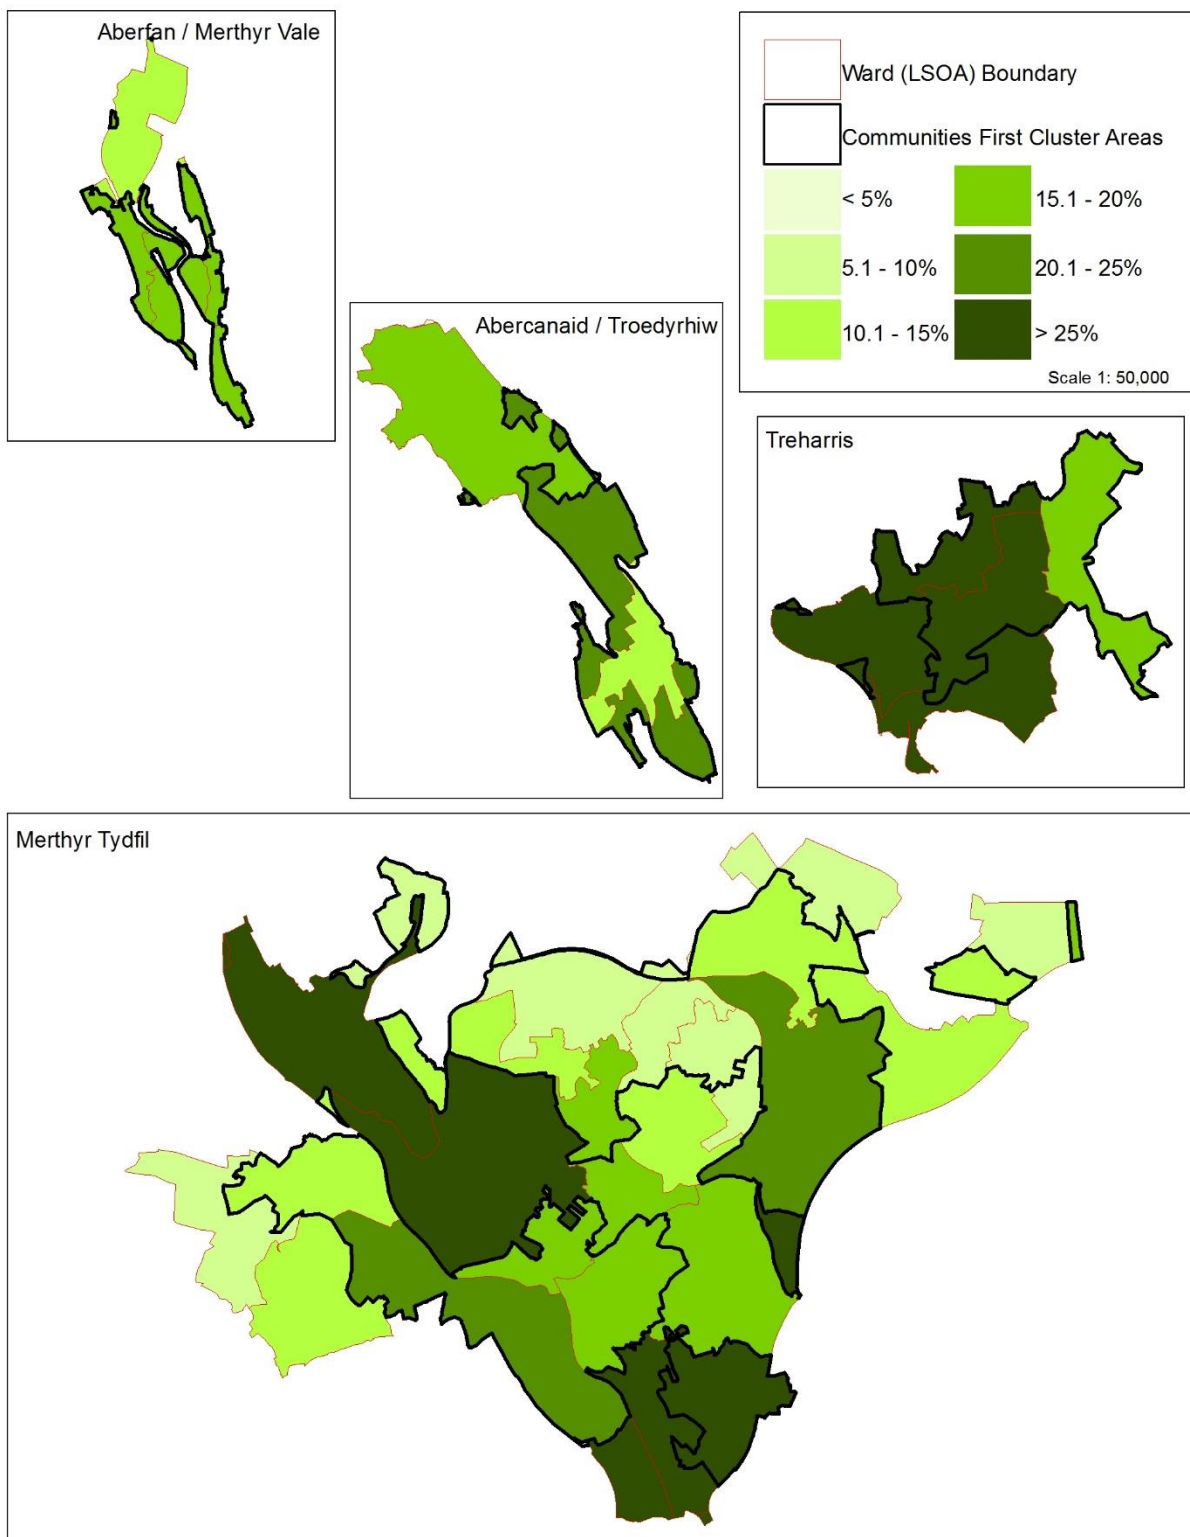 Aberfan / Merthyr Vale
Ward (LSOA) Boundary
Communities First Cluster Areas
< 5%
15.1 - 20%
5.1 - 10%
20.1 - 25%
10.1 - 15%
> 25%
Scale 1: 50,000
Abercanaid / Troedyrhiw
Treharris
Merthyr Tydfil